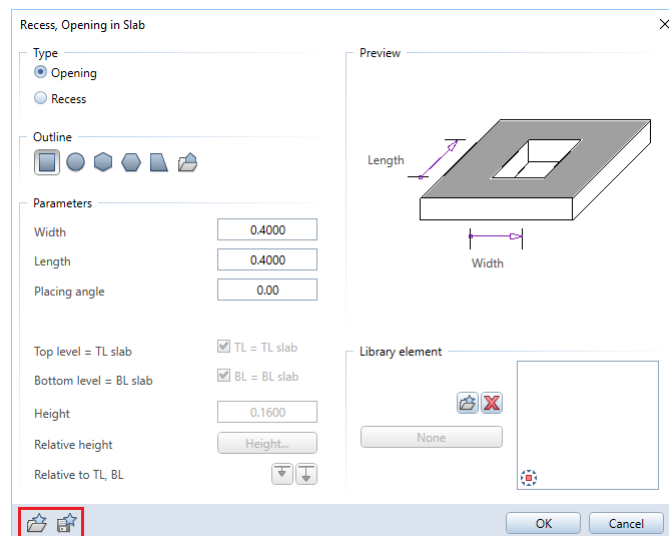 Recess, Opening in Slab
Type
Opening
Recess
Outline
Parameters
Width 0.4000
Length 0.4000
Placing angle 0.00
Top level = TL slab TL = TL slab
Bottom level = BL slab BL = BL slab
Height 0.1600
Relative height Height...
Relative to TL, BL
Preview
Length
Width
Library element
None
OK Cancel